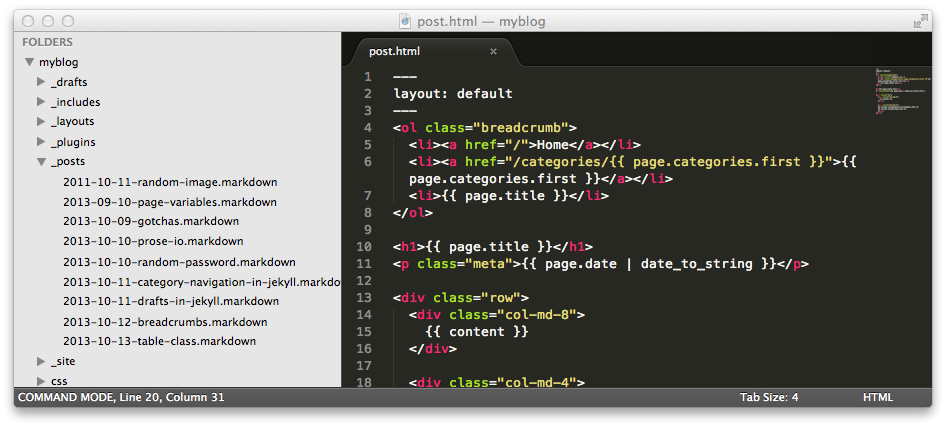 post.html — myblog
FOLDERS
myblog
_drafts
_includes
_layouts
_plugins
_posts
2011-10-11-random-image.markdown
2013-09-10-page-variables.markdown
2013-10-09-gotchas.markdown
2013-10-10-prose-io.markdown
2013-10-10-random-password.markdown
2013-10-11-category-navigation-in-jekyll.markdo
2013-10-11-drafts-in-jekyll.markdown
2013-10-12-breadcrumbs.markdown
2013-10-13-table-class.markdown
_site
css
post.html ×
1 ---
2 layout: default
3 ---
4 <ol class="breadcrumb">
5 <li><a href="/">Home</a></li>
6 <li><a href="/categories/{{ page.categories.first }}">{{
page.categories.first }}</a></li>
7 <li>{{ page.title }}</li>
8 </ol>
9
10 <h1>{{ page.title }}</h1>
11 <p class="meta">{{ page.date | date_to_string }}</p>
12
13 <div class="row">
14 <div class="col-md-8">
15 {{ content }}
16 </div>
17
18 <div class="col-md-4">
COMMAND MODE, Line 20, Column 31
Tab Size: 4
HTML